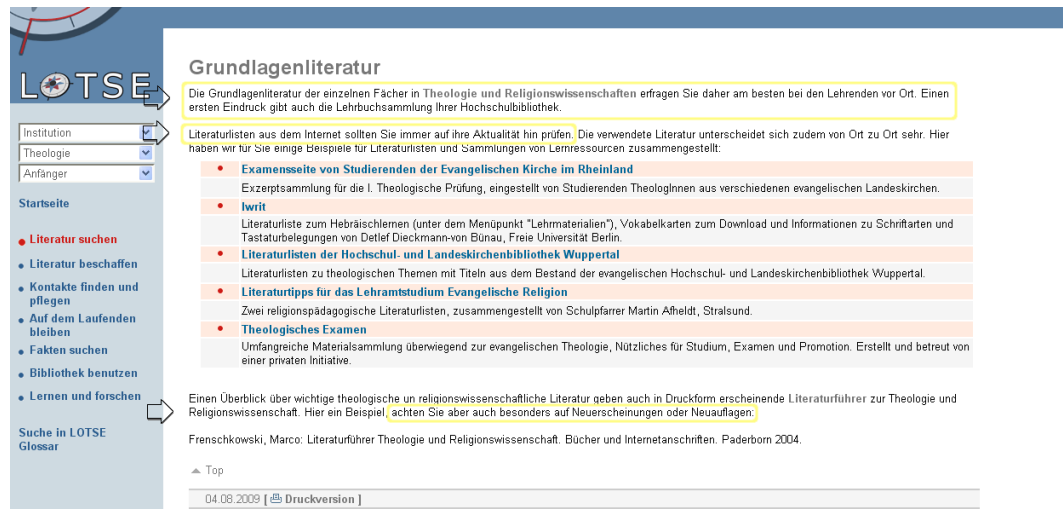 LOTSE
Institution
Theologie
Anfänger
Startseite
Literatur suchen
Literatur beschaffen
Kontakte finden und
pflegen
Auf dem Laufenden
bleiben
Fakten suchen
Bibliothek benutzen
Lernen und forschen
Suche in LOTSE
Glossar
Grundlagenliteratur
Die Grundlagenliteratur der einzelnen Fächer in Theologie und Religionswissenschaften erfragen Sie daher am besten bei den Lehrenden vor Ort. Einen
ersten Eindruck gibt auch die Lehrbuchsammlung Ihrer Hochschulbibliothek.
Literaturlisten aus dem Internet sollten Sie immer auf ihre Aktualität hin prüfen. Die verwendete Literatur unterscheidet sich zudem von Ort zu Ort sehr. Hier
haben wir für Sie einige Beispiele für Literaturlisten und Sammlungen von Lernressourcen zusammengestellt:
Examensseite von Studierenden der Evangelischen Kirche im Rheinland
Exzerptsammlung für die I. Theologische Prüfung, eingestellt von Studierenden TheologInnen aus verschiedenen evangelischen Landeskirchen.
Iwrit
Literaturliste zum Hebräischlernen (unter dem Menüpunkt "Lehrmaterialien"), Vokabelkarten zum Download und Informationen zu Schriftarten und
Tastaturbelegungen von Detlef Dieckmann-von Bünau, Freie Universität Berlin.
Literaturlisten der Hochschul- und Landeskirchenbibliothek Wuppertal
Literaturlisten zu theologischen Themen mit Titeln aus dem Bestand der evangelischen Hochschul- und Landeskirchenbibliothek Wuppertal.
Literaturtipps für das Lehramtstudium Evangelische Religion
Zwei religionspädagogische Literaturlisten, zusammengestellt von Schulpfarrer Martin Afheldt, Stralsund.
Theologisches Examen
Umfangreiche Materialsammlung überwiegend zur evangelischen Theologie, Nützliches für Studium, Examen und Promotion. Erstellt und betreut von
einer privaten Initiative.
Einen Überblick über wichtige theologische un religionswissenschaftliche Literatur geben auch in Druckform erscheinende Literaturführer zur Theologie und
Religionswissenschaft. Hier ein Beispiel, achten Sie aber auch besonders auf Neuerscheinungen oder Neuauflagen:
Frenschkowski, Marco: Literaturführer Theologie und Religionswissenschaft. Bücher und Internetanschriften. Paderborn 2004.
Top
04.08.2009 [ Druckversion ]